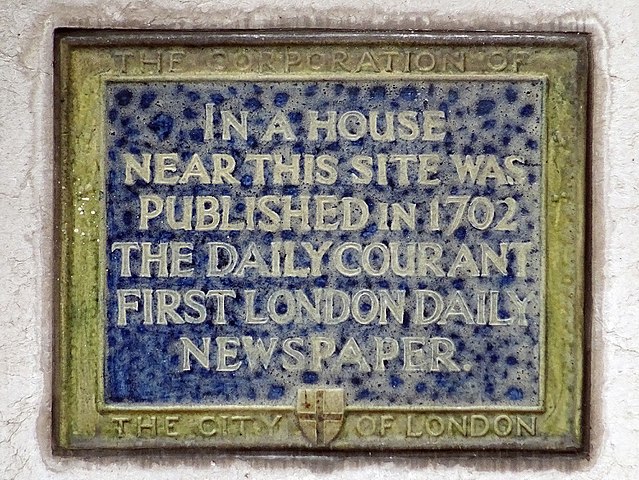 THE CORPORATION OF
IN A HOUSE
NEAR THIS SITE WAS
PUBLISHED IN 1702
THE DAILY COURANT
FIRST LONDON DAILY
NEWSPAPER.
THE CITY OF LONDON